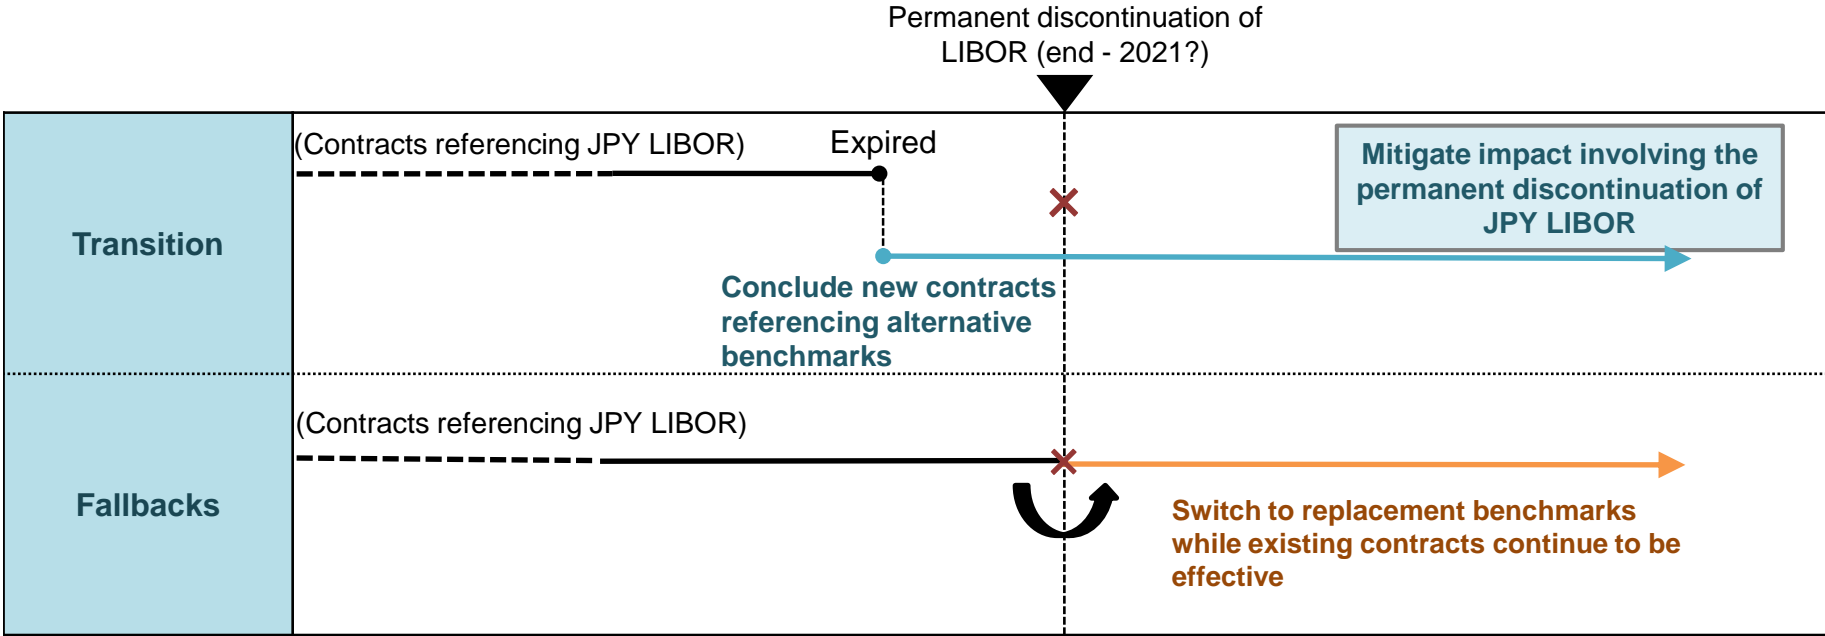 Permanent discontinuation of
LIBOR (end - 2021?)
Transition
(Contracts referencing JPY LIBOR)
Expired
Mitigate impact involving the
permanent discontinuation of
JPY LIBOR
Conclude new contracts
referencing alternative
benchmarks
Fallbacks
(Contracts referencing JPY LIBOR)
Switch to replacement benchmarks
while existing contracts continue to be
effective